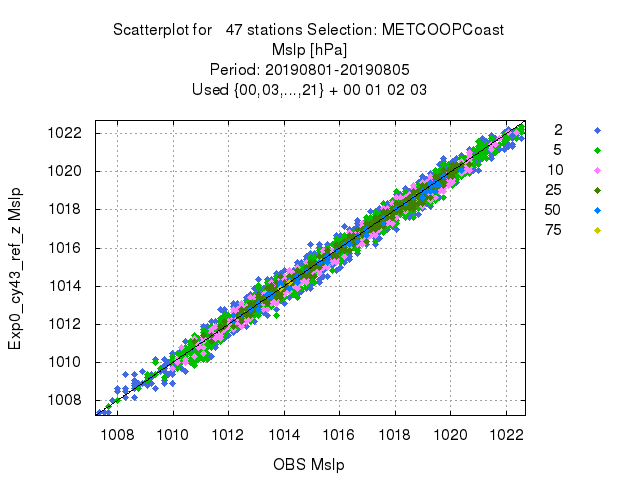 Scatterplot for 47 stations Selection: METCOOPCoast
Mslp [hPa]
Period: 20190801-20190805
Used {00,03,...,21} + 00 01 02 03
Exp0_cy43_ref_z Mslp
1022
1020
1018
1016
1014
1012
1010
1008
1008 1010 1012 1014 1016 1018 1020 1022
OBS Mslp
2
5
10
25
50
75